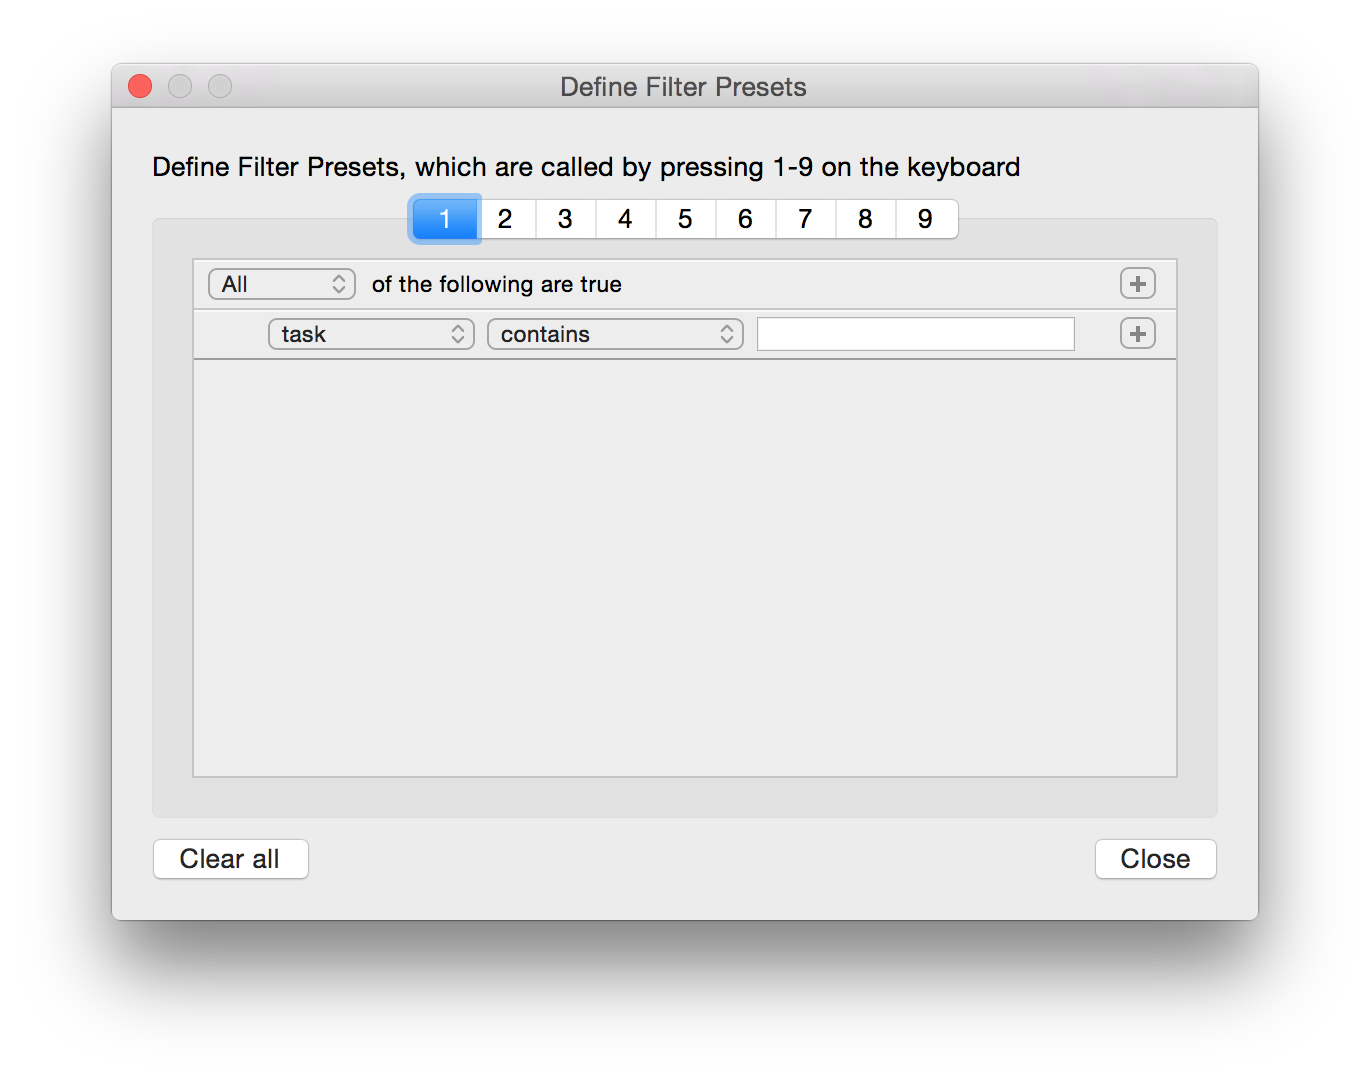 Define Filter Presets
Define Filter Presets, which are called by pressing 1-9 on the keyboard
1 2 3 4 5 6 7 8 9
All of the following are true
task contains
Clear all Close